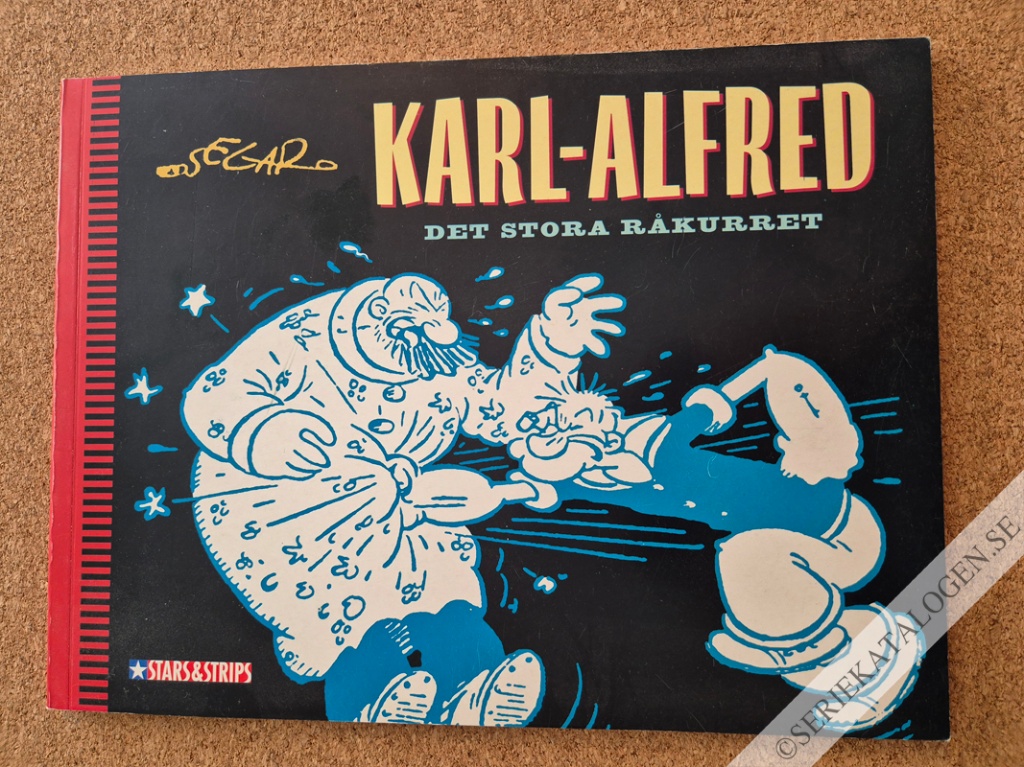 SEGAR
KARL-ALFRED
DET STORA RÅKURRET
STARS&STRIPS
©SERIEKATALOGEN.SE